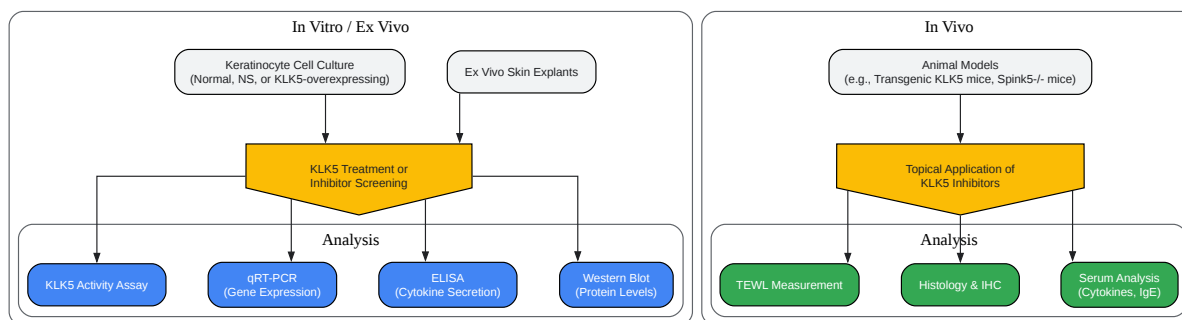 In Vitro / Ex Vivo
Keratinocyte Cell Culture
(Normal, NS, or KLK5-overexpressing)
Ex Vivo Skin Explants
KLK5 Treatment or
Inhibitor Screening
Analysis
KLK5 Activity Assay
qRT-PCR
(Gene Expression)
ELISA
(Cytokine Secretion)
Western Blot
(Protein Levels)
In Vivo
Animal Models
(e.g., Transgenic KLK5 mice, Spink5-/- mice)
Topical Application of
KLK5 Inhibitors
Analysis
TEWL Measurement
Histology & IHC
Serum Analysis
(Cytokines, IgE)